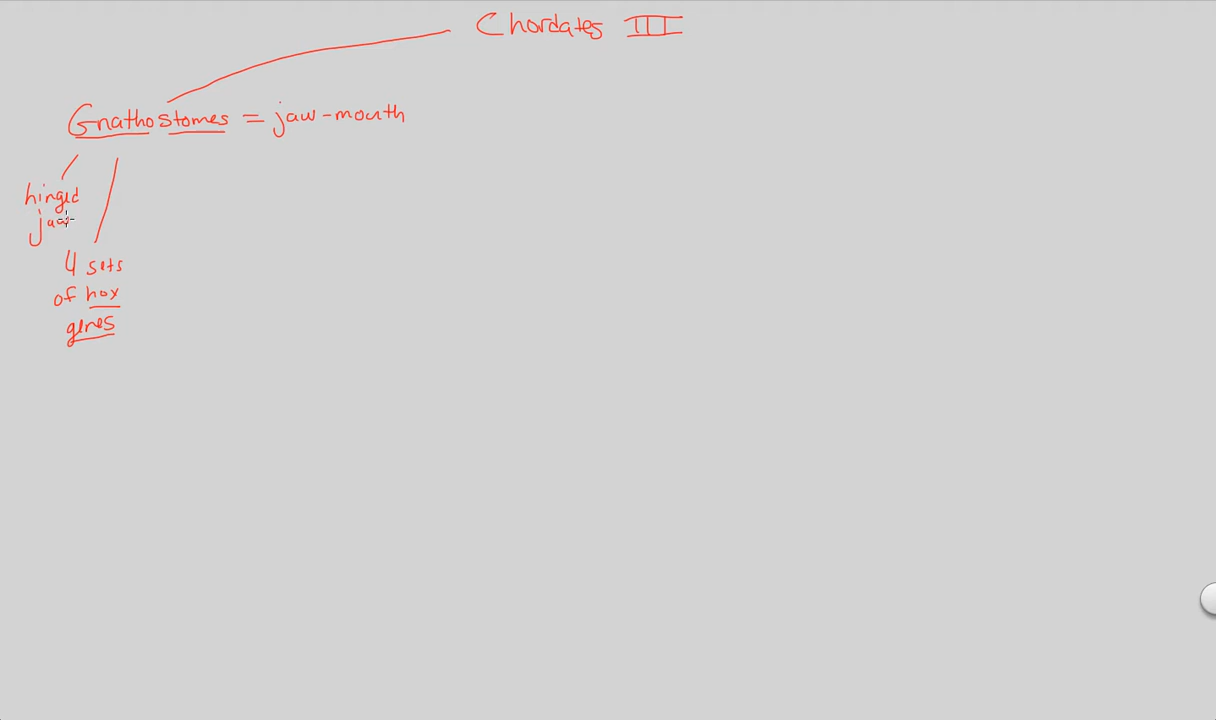 Chordates III
Gnathostomes = jaw-mouth
hinged
jaw
4 sets
of hox
genes